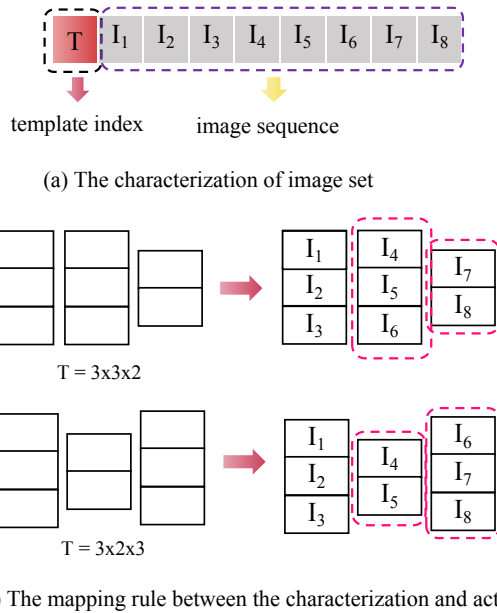 T I₁ I₂ I₃ I₄ I₅ I₆ I₇ I₈
template index image sequence
(a) The characterization of image set
I₁ I₄ I₇
I₂ I₅ I₈
I₃ I₆
T = 3x3x2
I₁ I₄ I₆
I₂ I₅ I₇
I₃ I₈
T = 3x2x3
) The mapping rule between the characterization and act